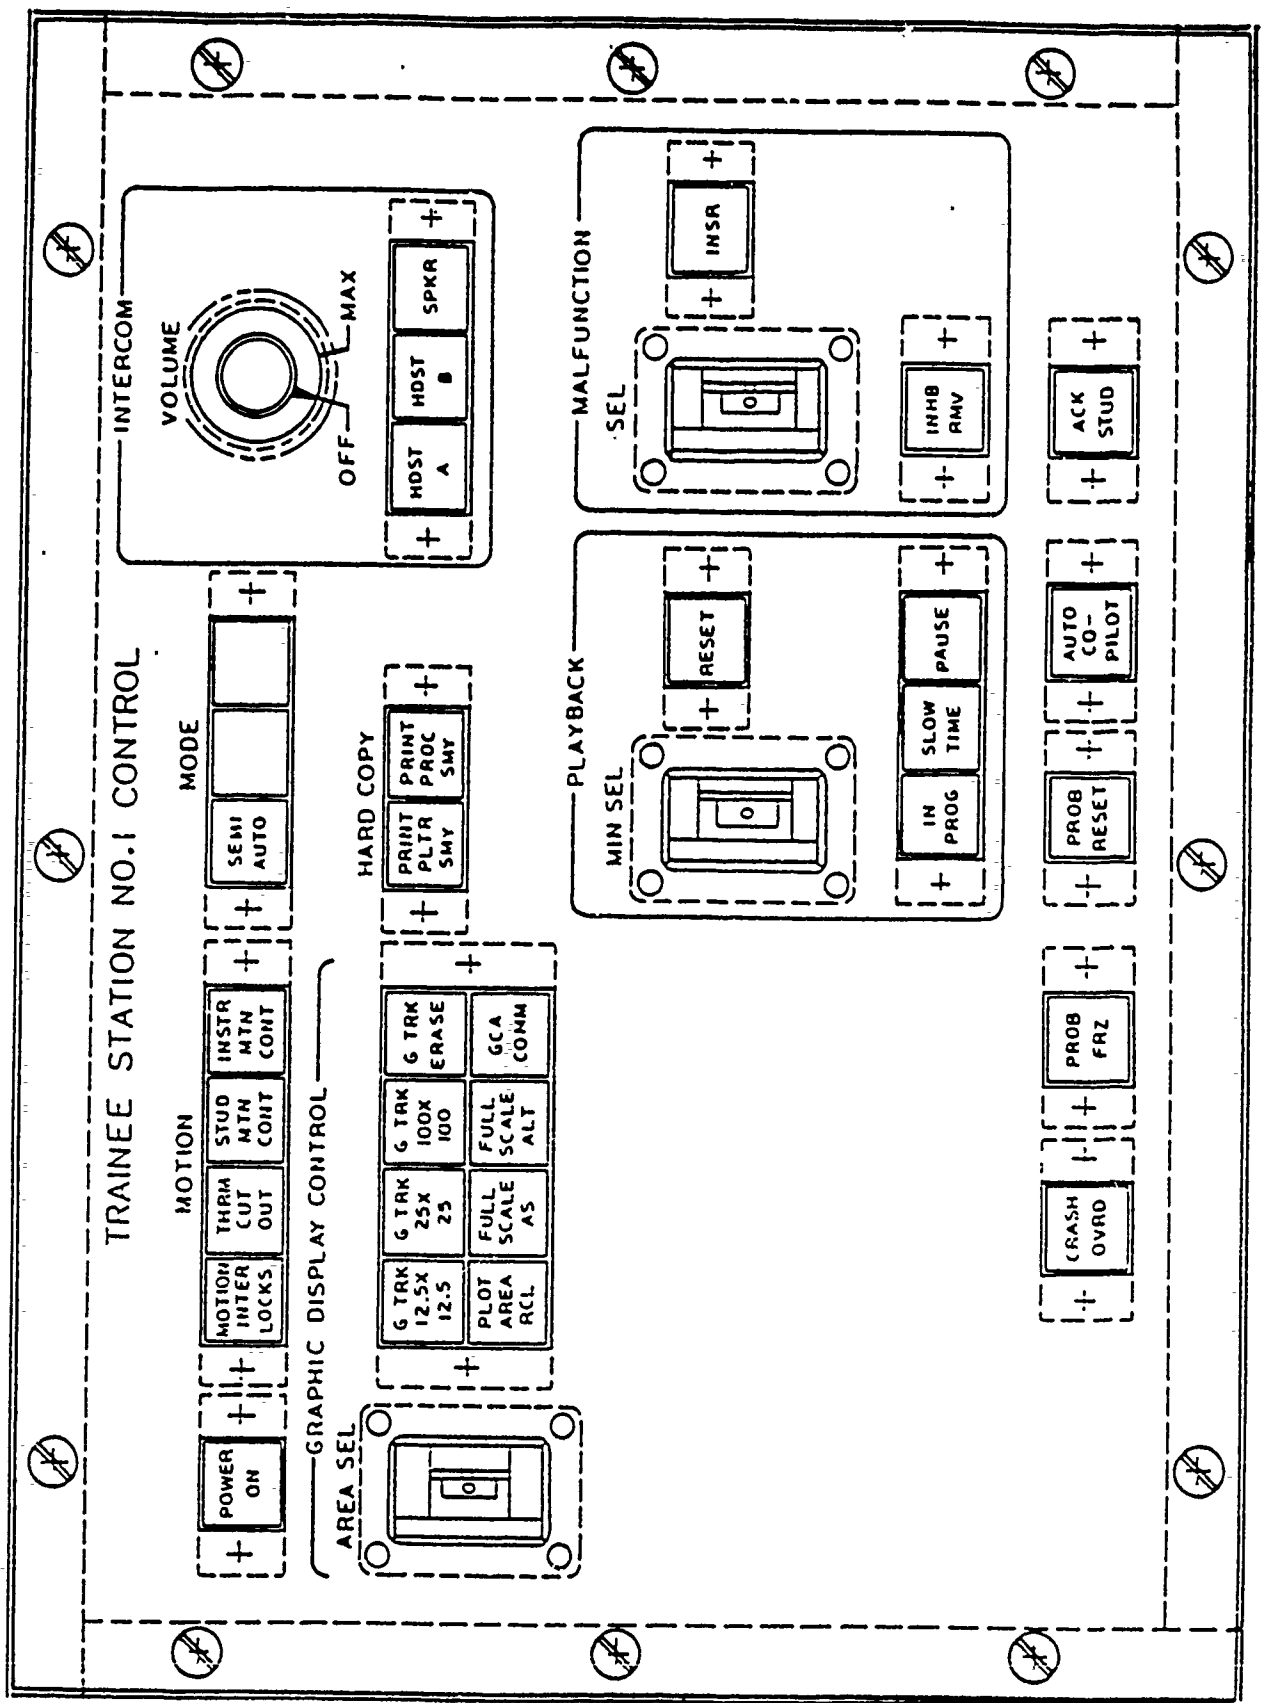 TRAINEE STATION NO.1 CONTROL
MOTION
MODE
INTERCOM
VOLUME
OFF
MAX
POWER
ON
MOTION
INTER
LOCKS
THRM
CUT
OUT
STUD
MTN
CONT
INSTR
MTN
CONT
SEMI
AUTO
HDST
A
HDST
B
SPKR
GRAPHIC DISPLAY CONTROL
AREA SEL
0
G TRK
12.5X
12.5
G TRK
25X
25
G TRK
100X
100
G TRK
ERASE
PLOT
AREA
RCL
FULL
SCALE
AS
FULL
SCALE
ALT
GCA
COMM
HARD COPY
PRINT
PLTR
SMY
PRINT
PROC
SMY
PLAYBACK
MIN SEL
0
RESET
IN
PROG
SLOW
TIME
PAUSE
MALFUNCTION
SEL
0
INSR
INHB
RMV
CRASH
OVRD
PROB
FRZ
PROB
RESET
AUTO
CO-
PILOT
ACK
STUD